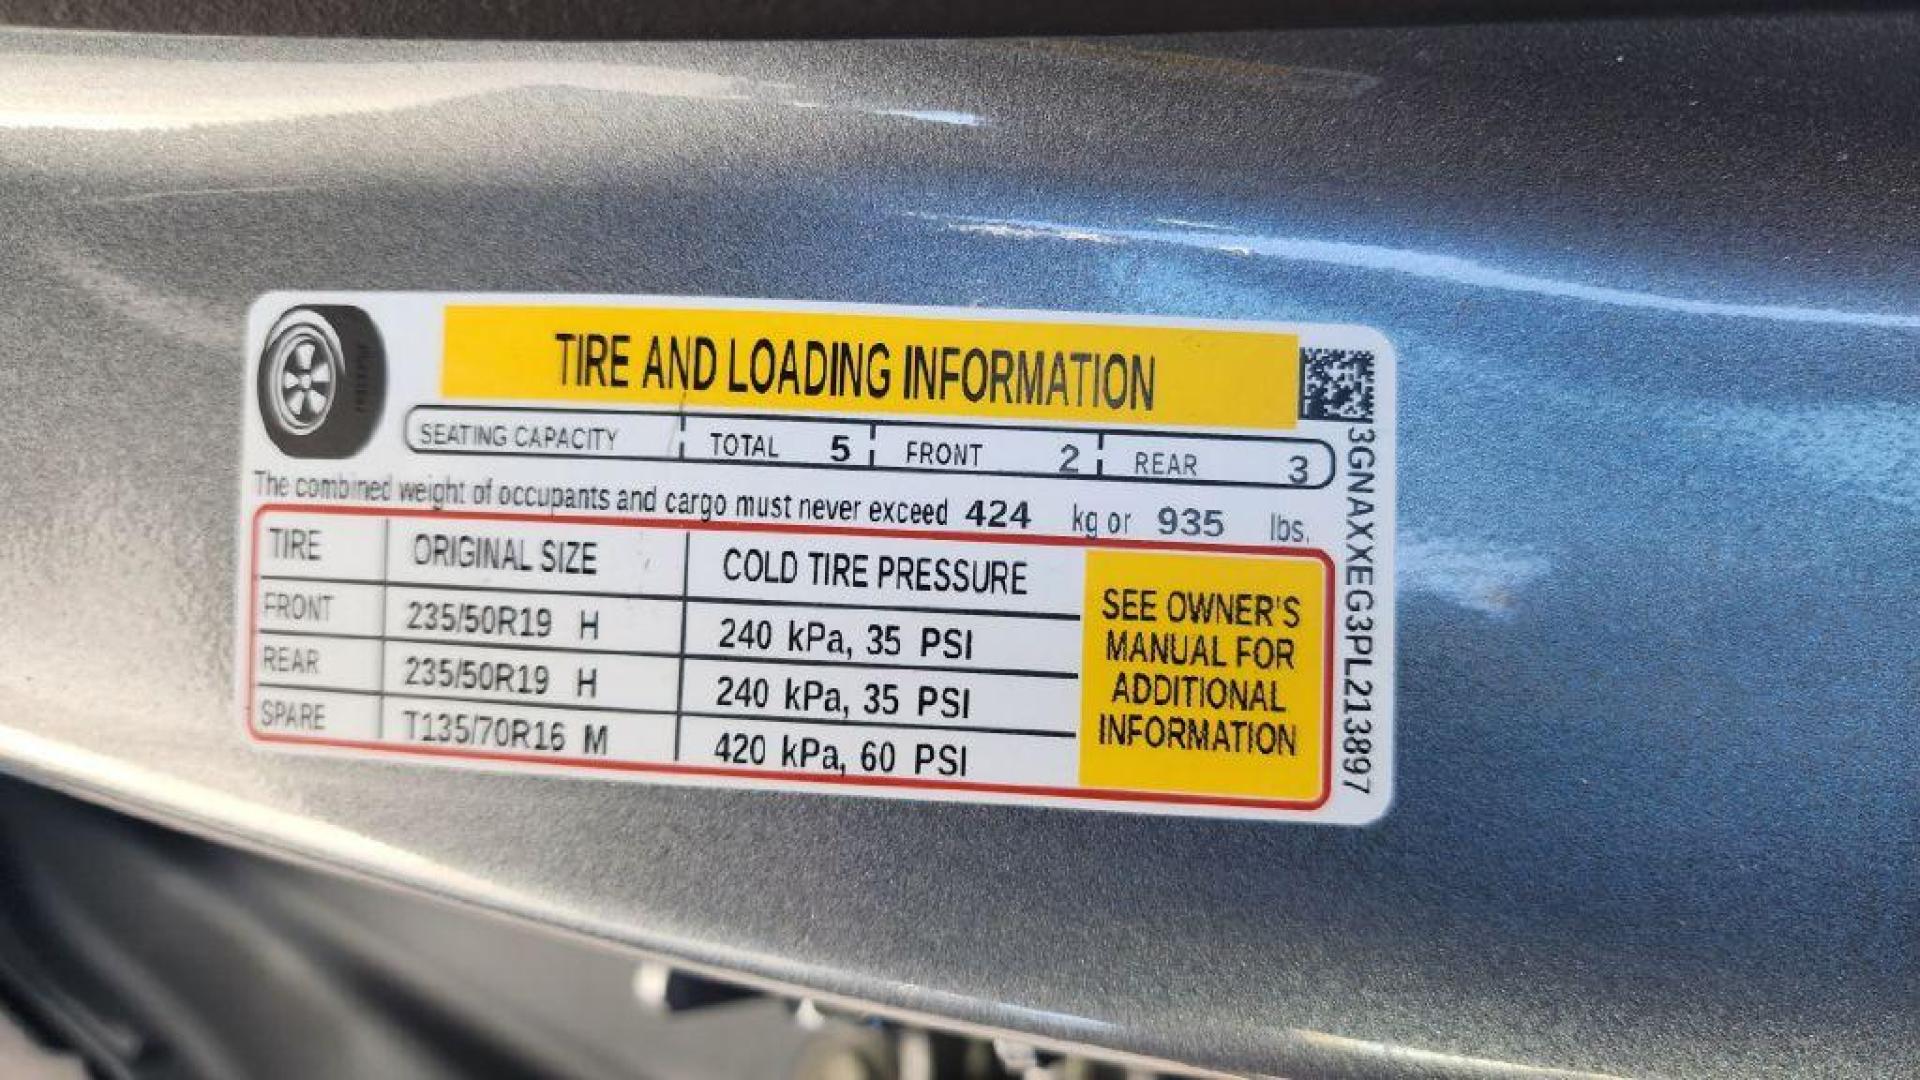 TIRE AND LOADING INFORMATION
SEATING CAPACITY TOTAL 5 FRONT 2 REAR 3
The combined weight of occupants and cargo must never exceed 424 kg or 935 lbs.
TIRE ORIGINAL SIZE COLD TIRE PRESSURE
FRONT 235/50R19 H 240 kPa, 35 PSI
REAR 235/50R19 H 240 kPa, 35 PSI
SPARE T135/70R16 M 420 kPa, 60 PSI
SEE OWNER'S
MANUAL FOR
ADDITIONAL
INFORMATION
3GNAXXEG3PL213897